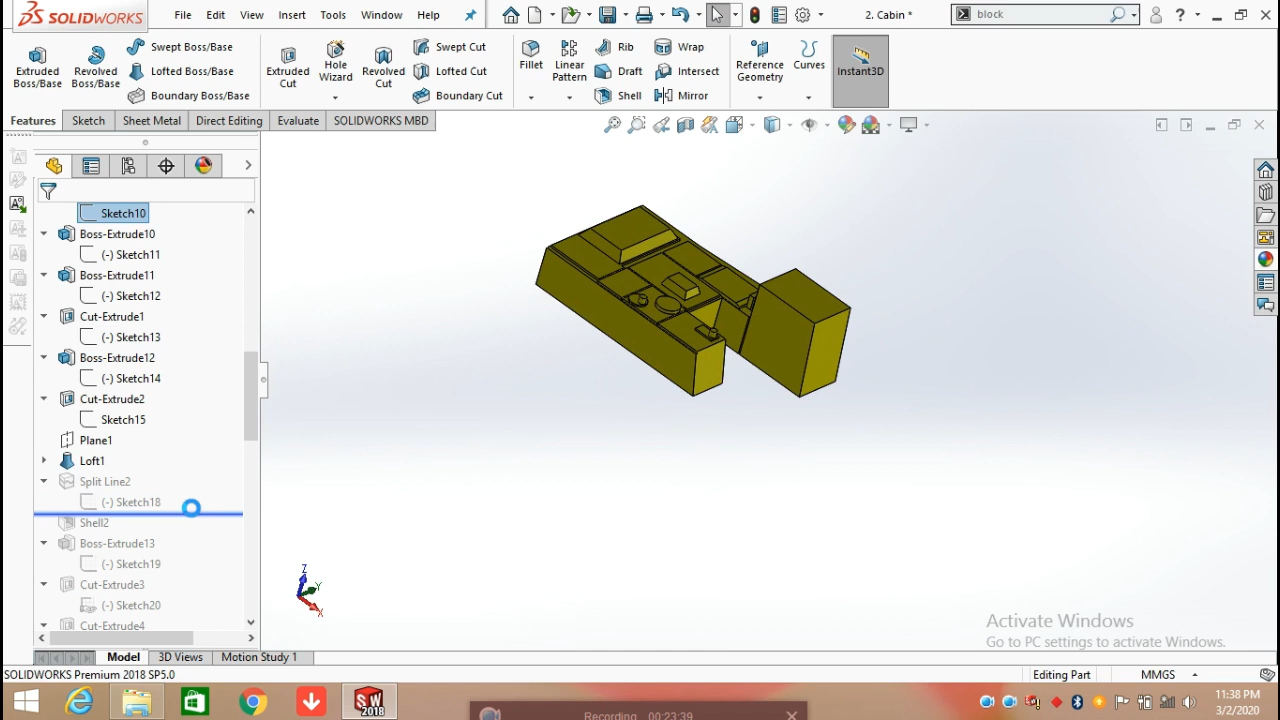 SOLIDWORKS File Edit View Insert Tools Window Help 2. Cabin * block
Extruded Boss/Base
Revolved Boss/Base
Swept Boss/Base
Lofted Boss/Base
Boundary Boss/Base
Extruded Cut
Hole Wizard
Revolved Cut
Swept Cut
Lofted Cut
Boundary Cut
Fillet
Linear Pattern
Rib
Draft
Shell
Wrap
Intersect
Mirror
Reference Geometry
Curves
Instant3D
Features Sketch Sheet Metal Direct Editing Evaluate SOLIDWORKS MBD
Sketch10
Boss-Extrude10
(-) Sketch11
Boss-Extrude11
(-) Sketch12
Cut-Extrude1
(-) Sketch13
Boss-Extrude12
(-) Sketch14
Cut-Extrude2
Sketch15
Plane1
Loft1
Split Line2
(-) Sketch18
Shell2
Boss-Extrude13
(-) Sketch19
Cut-Extrude3
(-) Sketch20
Cut-Extrude4
Z
Y
X
Activate Windows
Go to PC settings to activate Windows.
Model 3D Views Motion Study 1
SOLIDWORKS Premium 2018 SP5.0 Editing Part MMGS
SW 2018
Recording 00:23:39
11:38 PM
3/2/2020